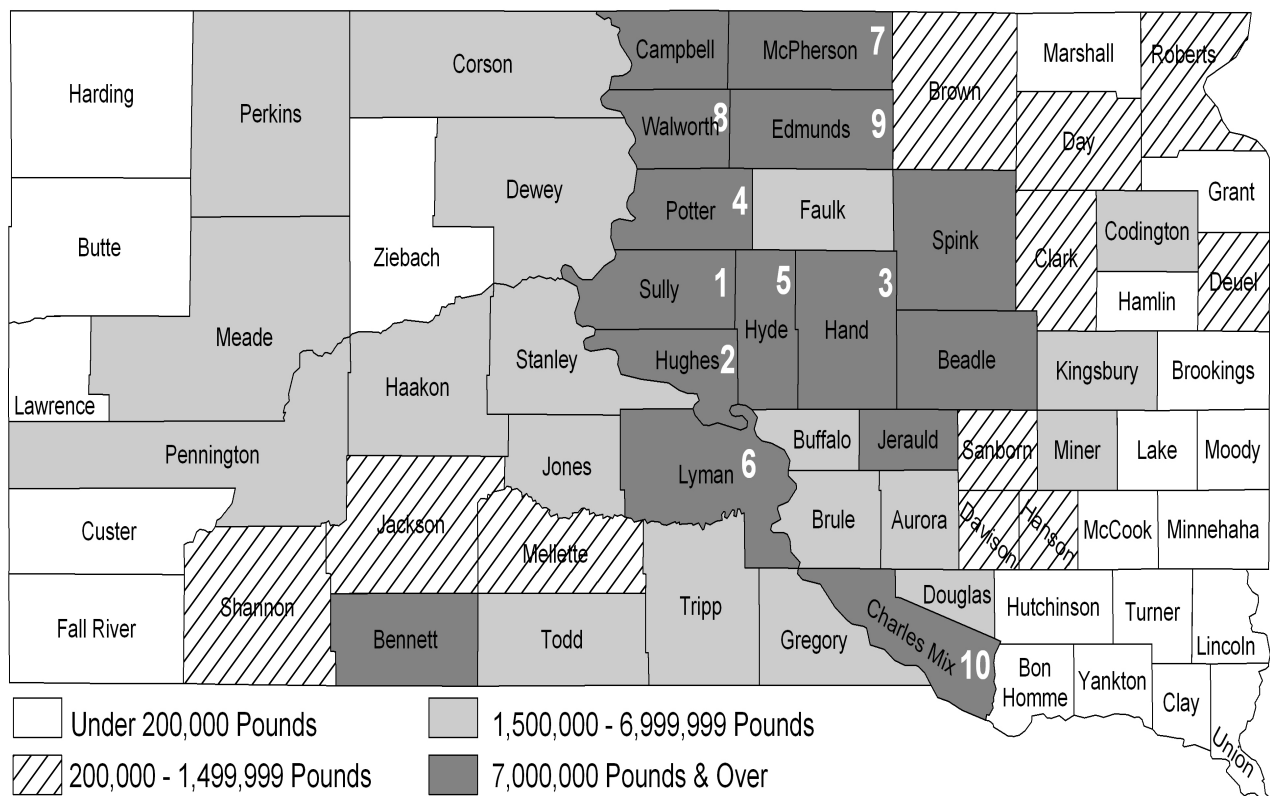 Harding
Perkins
Corson
Campbell
McPherson 7
Brown
Marshall
Roberts
Walworth 8
Edmunds 9
Day
Dewey
Potter 4
Faulk
Spink
Grant
Butte
Ziebach
Clark
Codington
Deuel
Sully 1
Hyde 5
Hand 3
Hamlin
Meade
Haakon
Stanley
Hughes 2
Beadle
Kingsbury
Brookings
Lawrence
Pennington
Jones
Lyman 6
Buffalo
Jerauld
Sanborn
Miner
Lake
Moody
Custer
Jackson
Mellette
Brule
Aurora
Davison
Hanson
McCook
Minnehaha
Fall River
Shannon
Bennett
Todd
Tripp
Gregory
Charles Mix 10
Douglas
Hutchinson
Turner
Lincoln
Bon
Homme
Yankton
Clay
Union
Under 200,000 Pounds
1,500,000 - 6,999,999 Pounds
200,000 - 1,499,999 Pounds
7,000,000 Pounds & Over